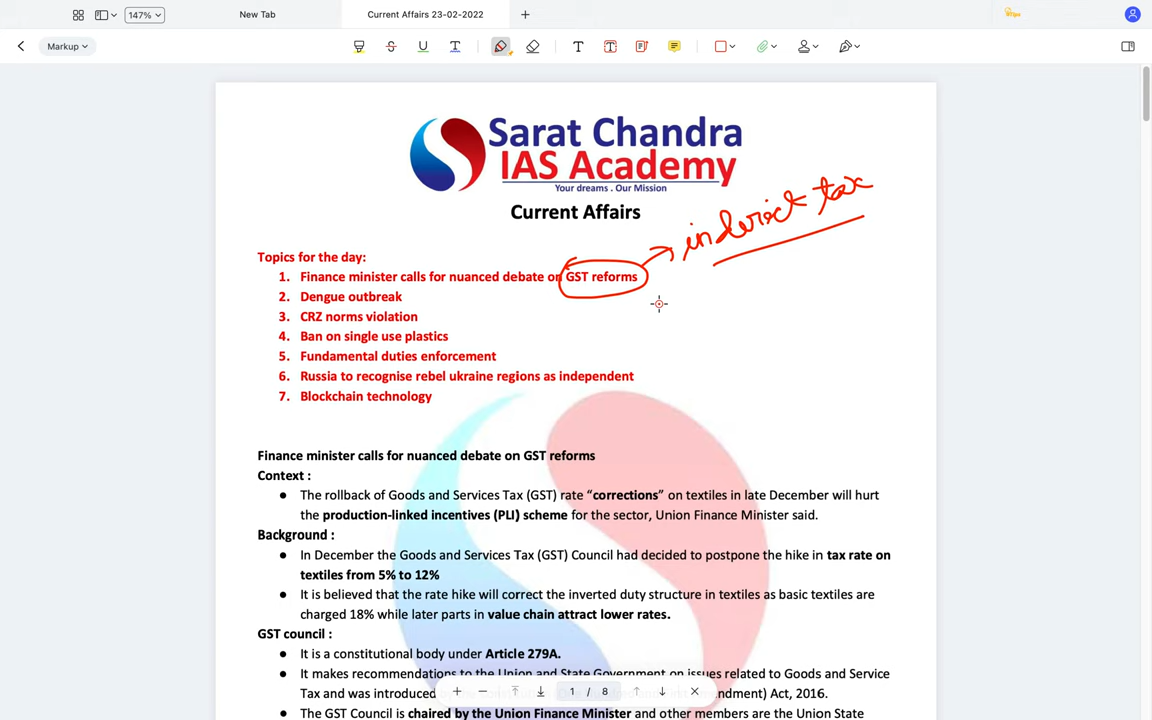 147%
New Tab
Current Affairs 23-02-2022
Markup
Sarat Chandra
IAS Academy
Your dreams . Our Mission
Current Affairs
inderict tax
Topics for the day:
1. Finance minister calls for nuanced debate on GST reforms
2. Dengue outbreak
3. CRZ norms violation
4. Ban on single use plastics
5. Fundamental duties enforcement
6. Russia to recognise rebel ukraine regions as independent
7. Blockchain technology
Finance minister calls for nuanced debate on GST reforms
Context :
● The rollback of Goods and Services Tax (GST) rate “corrections” on textiles in late December will hurt
the production-linked incentives (PLI) scheme for the sector, Union Finance Minister said.
Background :
● In December the Goods and Services Tax (GST) Council had decided to postpone the hike in tax rate on
textiles from 5% to 12%
● It is believed that the rate hike will correct the inverted duty structure in textiles as basic textiles are
charged 18% while later parts in value chain attract lower rates.
GST council :
● It is a constitutional body under Article 279A.
● It makes recommendations to the Union and State Government on issues related to Goods and Service
Tax and was introduced Act, 2016.
● The GST Council is chaired by the Union Finance Minister and other members are the Union State
1 / 8